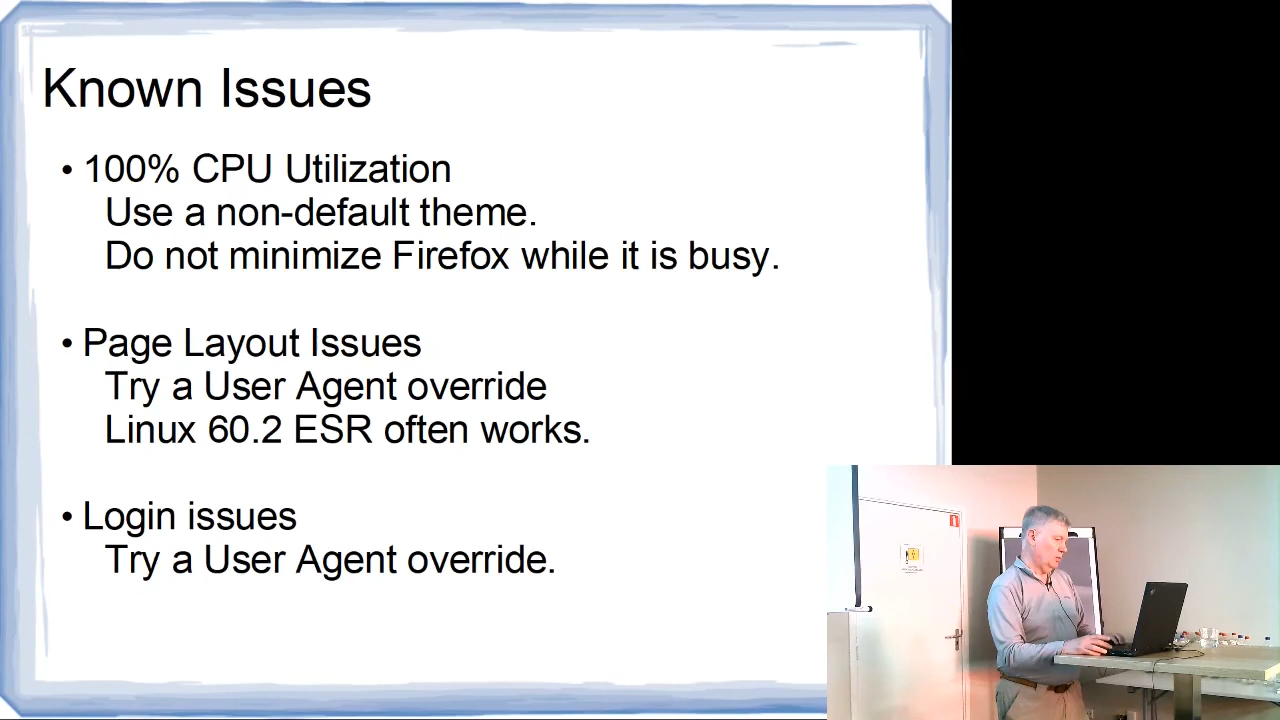 Known Issues
• 100% CPU Utilization
Use a non-default theme.
Do not minimize Firefox while it is busy.
• Page Layout Issues
Try a User Agent override
Linux 60.2 ESR often works.
• Login issues
Try a User Agent override.